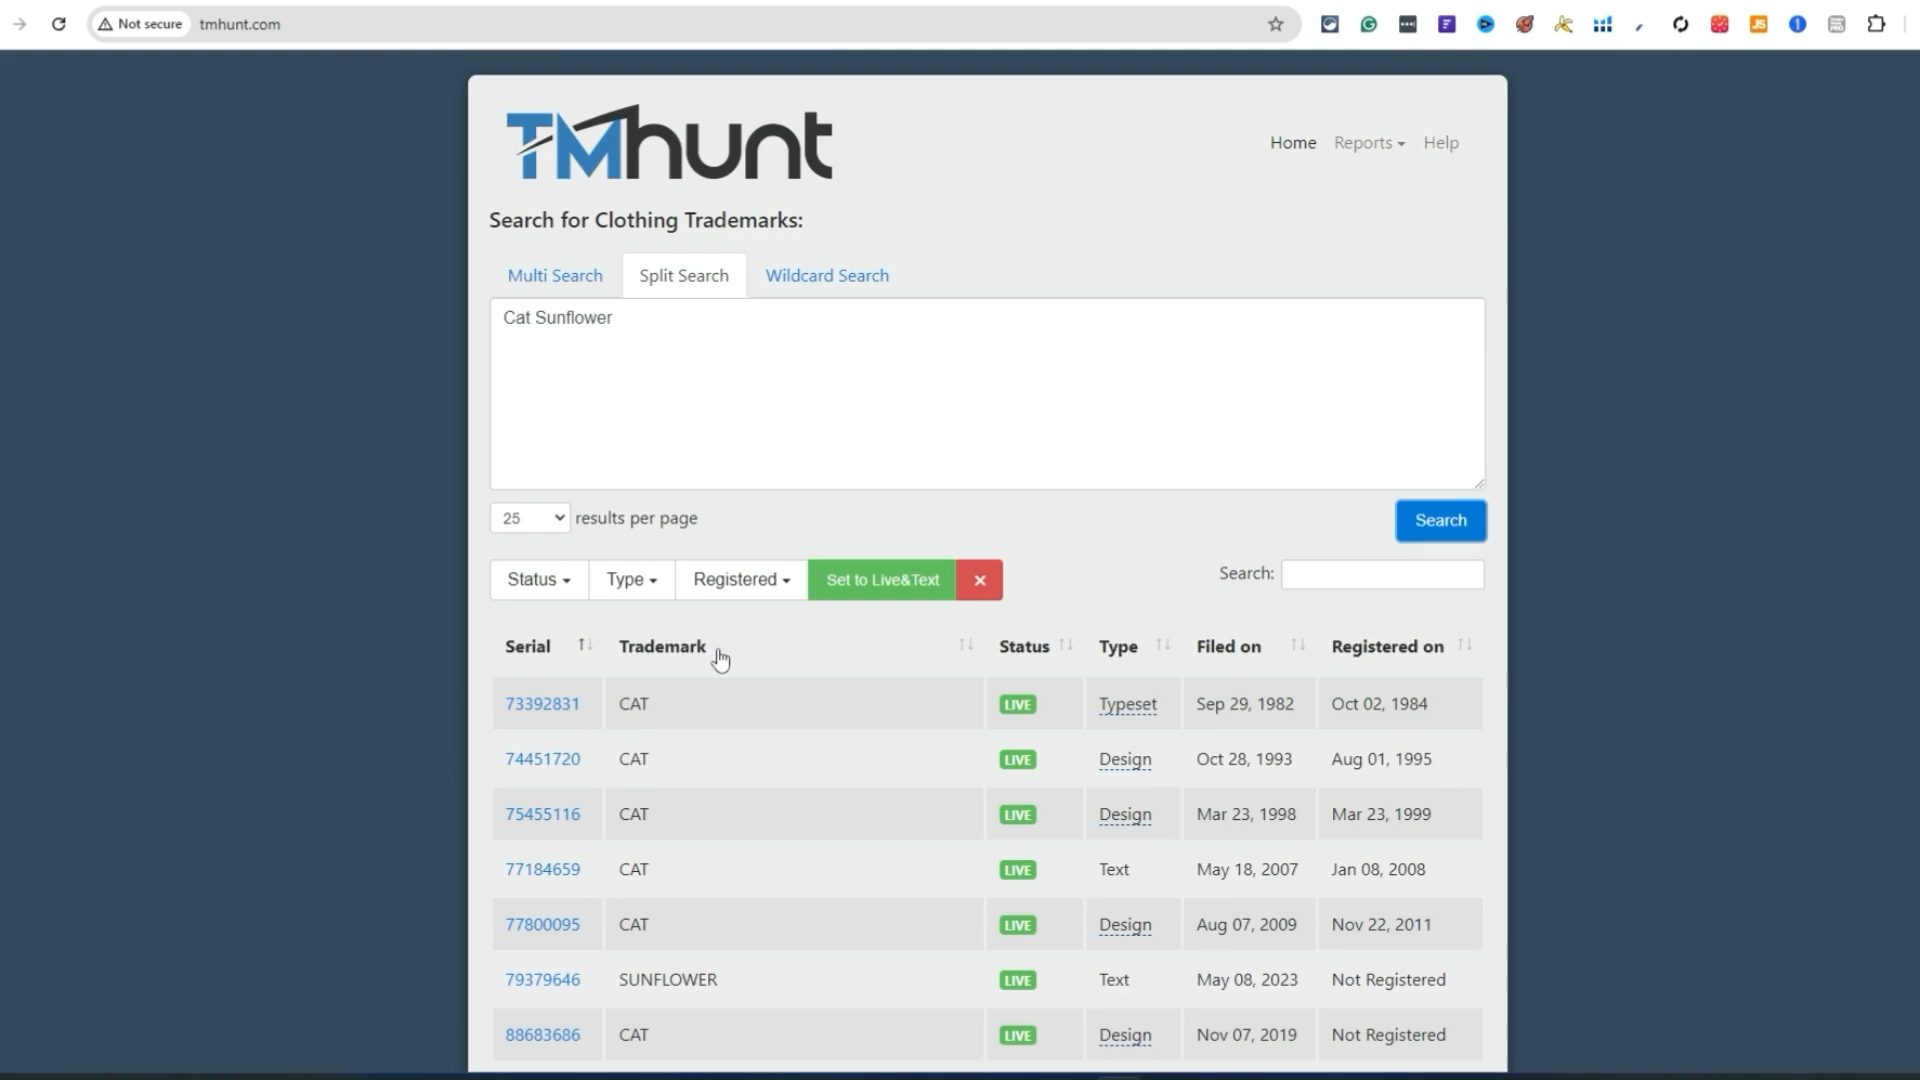 Not secure tmhunt.com
TMhunt
Home Reports Help
Search for Clothing Trademarks:
Multi Search Split Search Wildcard Search
Cat Sunflower
25 results per page
Search
Status Type Registered Set to Live&Text ×
Search:
Serial Trademark Status Type Filed on Registered on
73392831 CAT LIVE Typeset Sep 29, 1982 Oct 02, 1984
74451720 CAT LIVE Design Oct 28, 1993 Aug 01, 1995
75455116 CAT LIVE Design Mar 23, 1998 Mar 23, 1999
77184659 CAT LIVE Text May 18, 2007 Jan 08, 2008
77800095 CAT LIVE Design Aug 07, 2009 Nov 22, 2011
79379646 SUNFLOWER LIVE Text May 08, 2023 Not Registered
88683686 CAT LIVE Design Nov 07, 2019 Not Registered